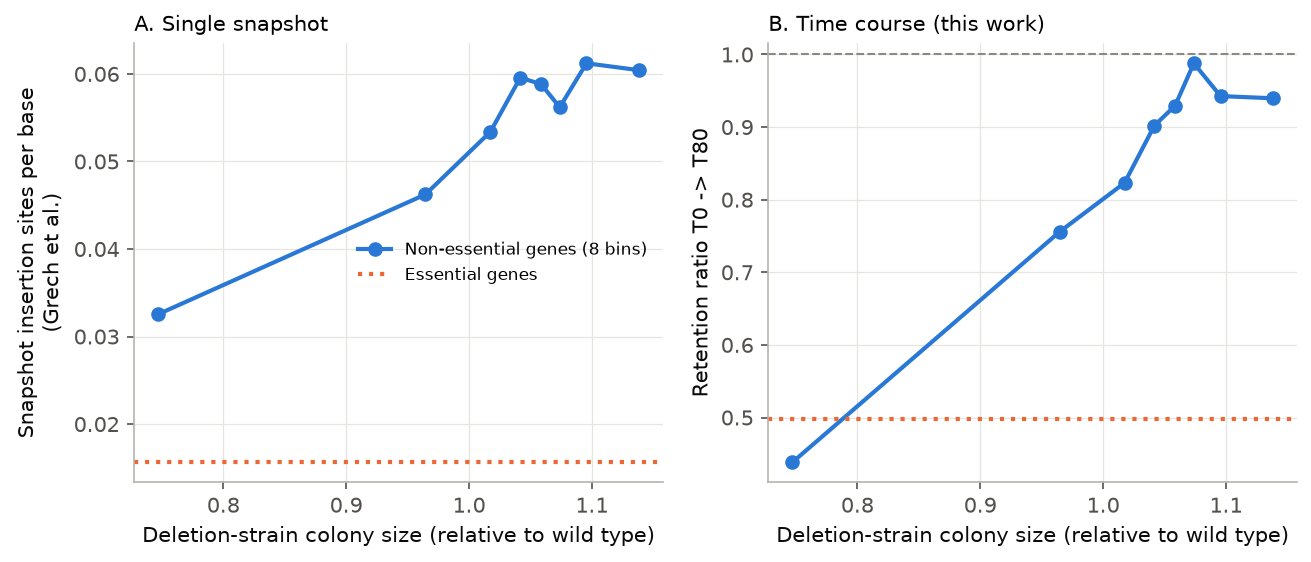 A. Single snapshot
Snapshot insertion sites per base
(Grech et al.)
0.06
0.05
0.04
0.03
0.02
Non-essential genes (8 bins)
Essential genes
0.8
0.9
1.0
1.1
Deletion-strain colony size (relative to wild type)
B. Time course (this work)
Retention ratio T0 -> T80
1.0
0.9
0.8
0.7
0.6
0.5
0.8
0.9
1.0
1.1
Deletion-strain colony size (relative to wild type)